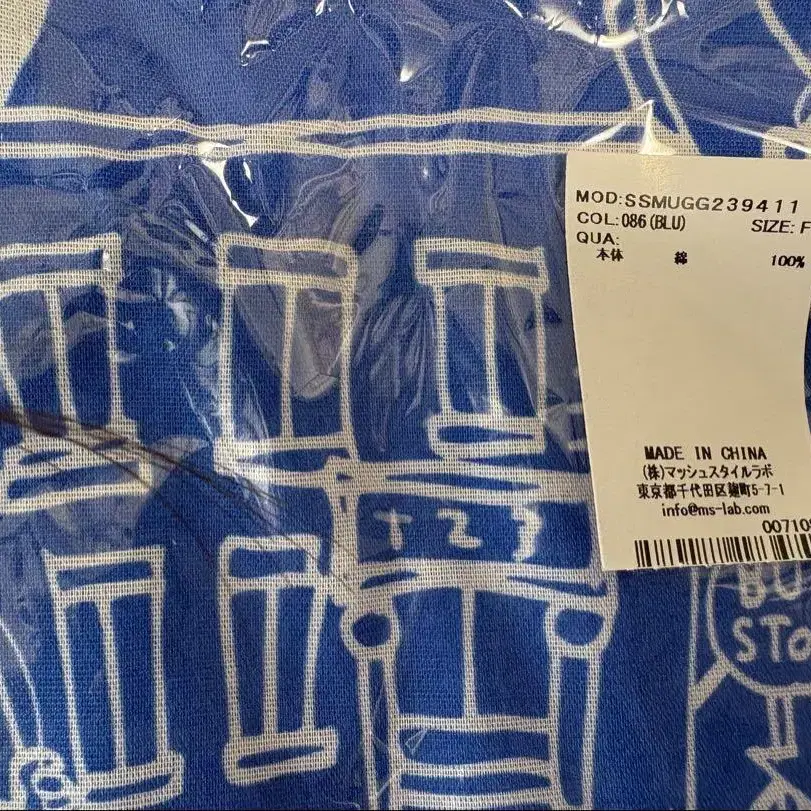 MOD:SSMUGG239411
COL:086(BLU) SIZE:F
QUA:
本体 綿 100%
MADE IN CHINA
(株)マッシュスタイルラボ
東京都千代田区麹町5-7-1
info@ms-lab.com
00710
123